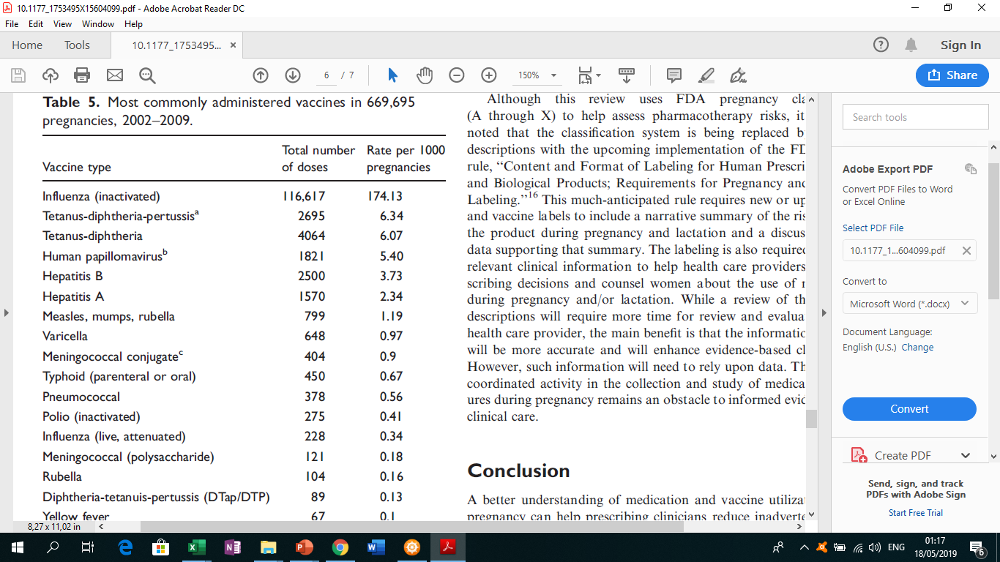 10.1177_1753495X15604099.pdf - Adobe Acrobat Reader DC
File Edit View Window Help
Home Tools 10.1177_1753495... × Sign In
6 / 7 150% Share
Table 5. Most commonly administered vaccines in 669,695
pregnancies, 2002–2009.
Vaccine type Total number of doses Rate per 1000 pregnancies
Influenza (inactivated) 116,617 174.13
Tetanus-diphtheria-pertussisa 2695 6.34
Tetanus-diphtheria 4064 6.07
Human papillomavirusb 1821 5.40
Hepatitis B 2500 3.73
Hepatitis A 1570 2.34
Measles, mumps, rubella 799 1.19
Varicella 648 0.97
Meningococcal conjugatec 404 0.9
Typhoid (parenteral or oral) 450 0.67
Pneumococcal 378 0.56
Polio (inactivated) 275 0.41
Influenza (live, attenuated) 228 0.34
Meningococcal (polysaccharide) 121 0.18
Rubella 104 0.16
Diphtheria-tetanuis-pertussis (DTap/DTP) 89 0.13
Yellow fever 67 0.1
Although this review uses FDA pregnancy cla
(A through X) to help assess pharmacotherapy risks, it
noted that the classification system is being replaced b
descriptions with the upcoming implementation of the FD
rule, “Content and Format of Labeling for Human Prescri
and Biological Products; Requirements for Pregnancy and
Labeling.”16 This much-anticipated rule requires new or up
and vaccine labels to include a narrative summary of the ris
the product during pregnancy and lactation and a discus
data supporting that summary. The labeling is also required
relevant clinical information to help health care providers
scribing decisions and counsel women about the use of m
during pregnancy and/or lactation. While a review of th
descriptions will require more time for review and evalua
health care provider, the main benefit is that the informatio
will be more accurate and will enhance evidence-based cl
However, such information will need to rely upon data. Th
coordinated activity in the collection and study of medica
ures during pregnancy remains an obstacle to informed evid
clinical care.
Conclusion
A better understanding of medication and vaccine utiliza
pregnancy can help prescribing clinicians reduce inadverte
Search tools
Adobe Export PDF
Convert PDF Files to Word
or Excel Online
Select PDF File
10.1177_1...604099.pdf
Convert to
Microsoft Word (*.docx)
Document Language:
English (U.S.) Change
Convert
Create PDF
Send, sign, and track
PDFs with Adobe Sign
Start Free Trial
8,27 x 11,02 in
ENG
01:17
18/05/2019
6